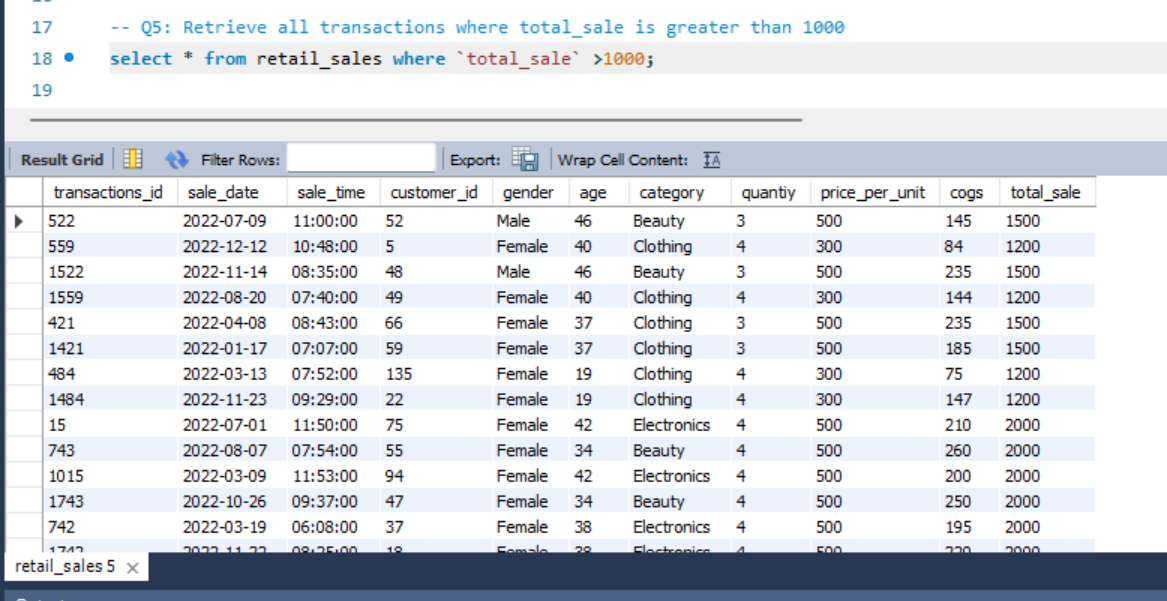 17 -- Q5: Retrieve all transactions where total_sale is greater than 1000
18 select * from retail_sales where `total_sale` >1000;
19
Result Grid Filter Rows: Export: Wrap Cell Content: IA
transactions_id sale_date sale_time customer_id gender age category quantiy price_per_unit cogs total_sale
522 2022-07-09 11:00:00 52 Male 46 Beauty 3 500 145 1500
559 2022-12-12 10:48:00 5 Female 40 Clothing 4 300 84 1200
1522 2022-11-14 08:35:00 48 Male 46 Beauty 3 500 235 1500
1559 2022-08-20 07:40:00 49 Female 40 Clothing 4 300 144 1200
421 2022-04-08 08:43:00 66 Female 37 Clothing 3 500 235 1500
1421 2022-01-17 07:07:00 59 Female 37 Clothing 3 500 185 1500
484 2022-03-13 07:52:00 135 Female 19 Clothing 4 300 75 1200
1484 2022-11-23 09:29:00 22 Female 19 Clothing 4 300 147 1200
15 2022-07-01 11:50:00 75 Female 42 Electronics 4 500 210 2000
743 2022-08-07 07:54:00 55 Female 34 Beauty 4 500 260 2000
1015 2022-03-09 11:53:00 94 Female 42 Electronics 4 500 200 2000
1743 2022-10-26 09:37:00 47 Female 34 Beauty 4 500 250 2000
742 2022-03-19 06:08:00 37 Female 38 Electronics 4 500 195 2000
retail_sales 5